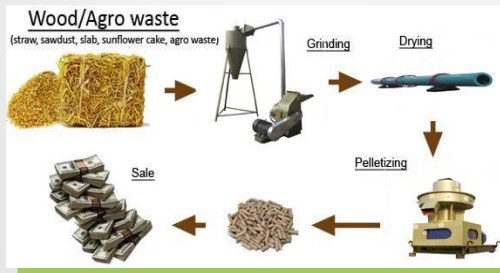 Wood/Agro waste
(straw, sawdust, slab, sunflower cake, agro waste)
Grinding
Drying
Pelletizing
Sale